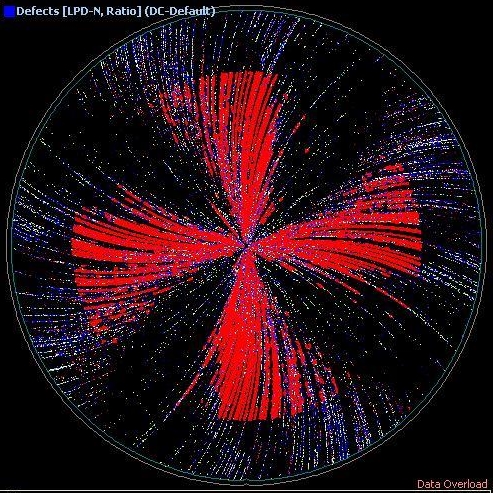 Defects [LPD-N, Ratio] (DC-Default)
Data Overload